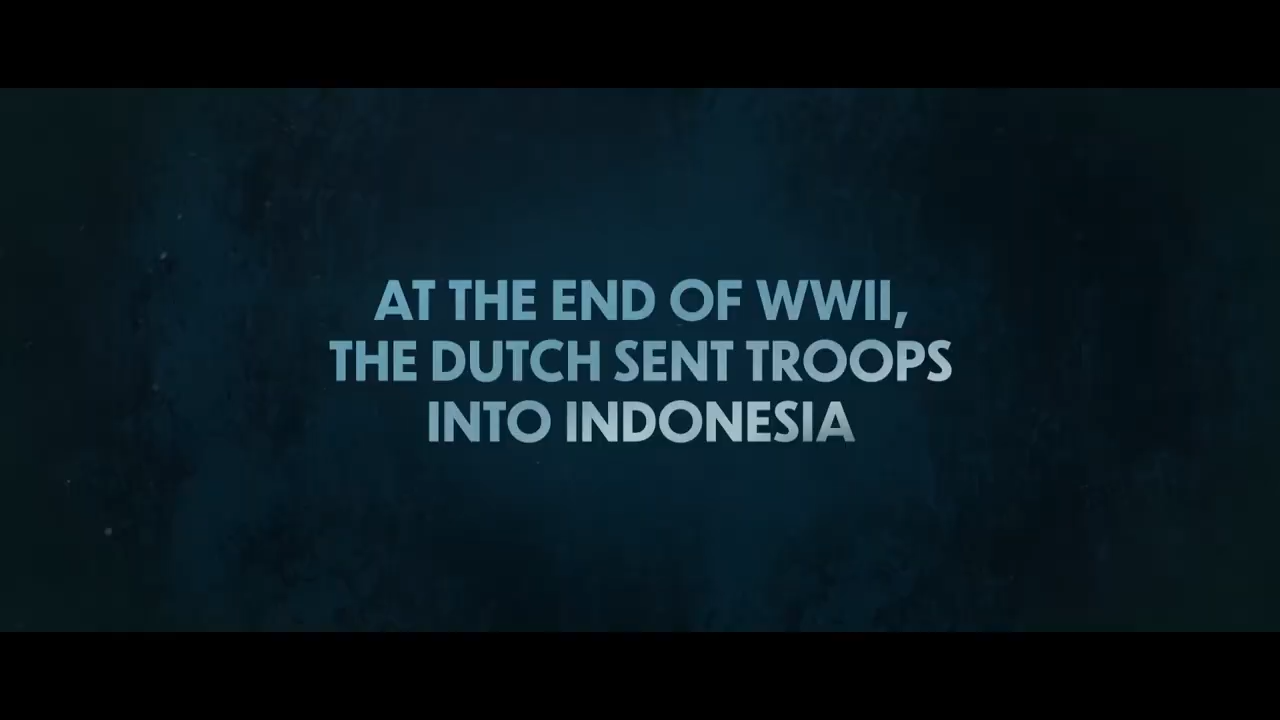 AT THE END OF WWII,
THE DUTCH SENT TROOPS
INTO INDONESIA